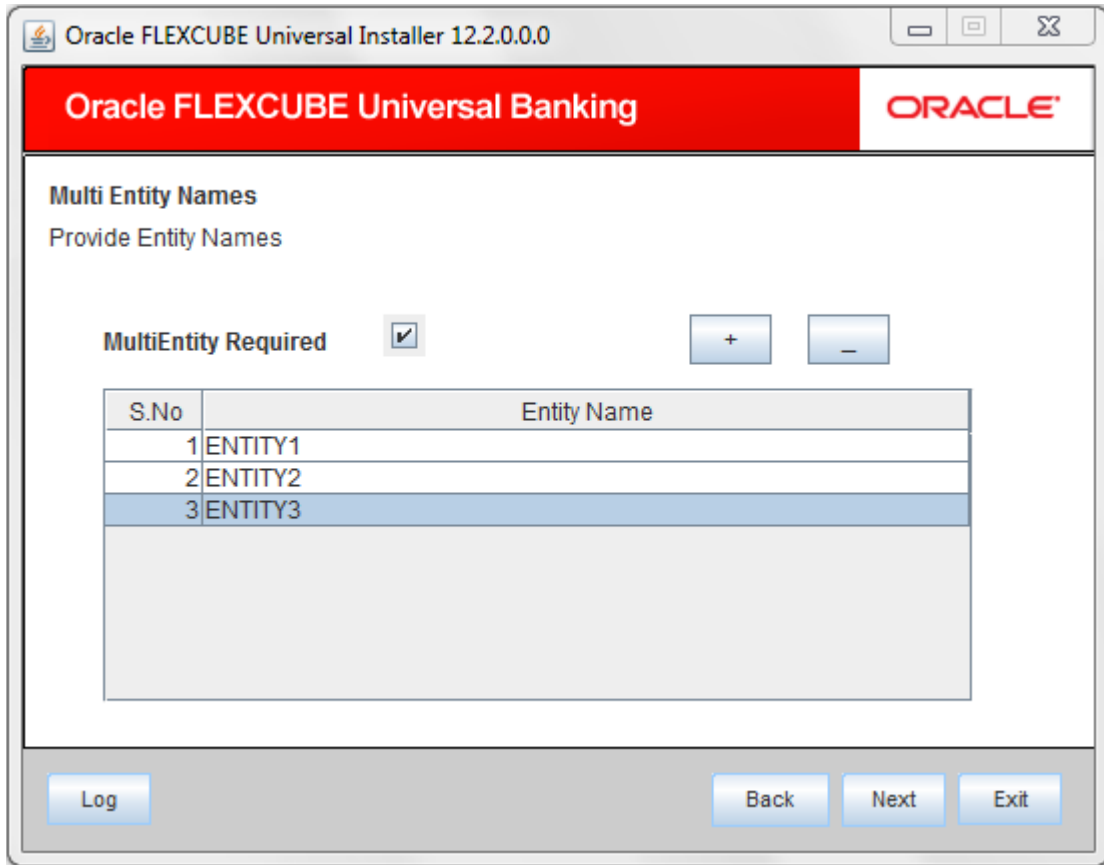 Oracle FLEXCUBE Universal Installer 12.2.0.0.0
Oracle FLEXCUBE Universal Banking
ORACLE
Multi Entity Names
Provide Entity Names
MultiEntity Required + _
S.No Entity Name
1 ENTITY1
2 ENTITY2
3 ENTITY3
Log Back Next Exit